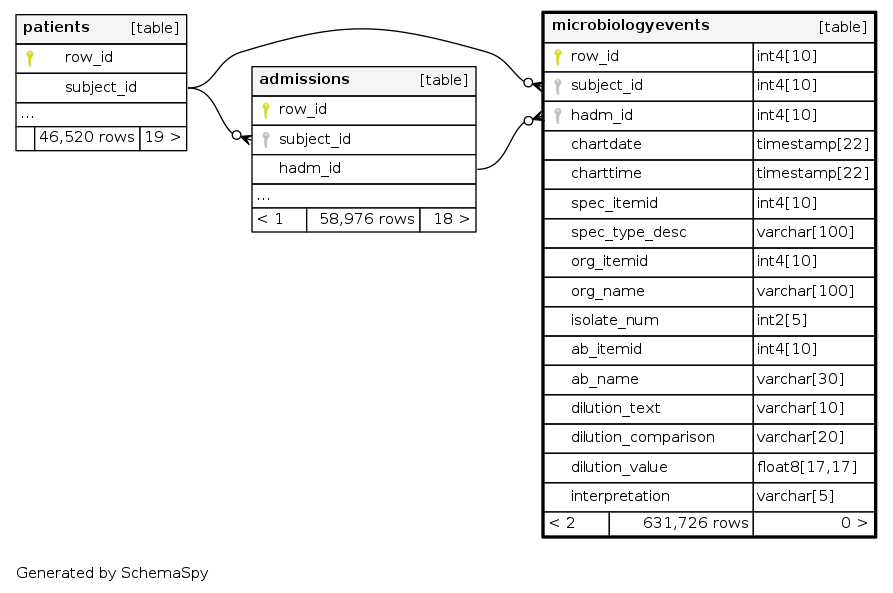 patients [table]
row_id
subject_id
...
46,520 rows 19 >
admissions [table]
row_id
subject_id
hadm_id
...
< 1 58,976 rows 18 >
microbiologyevents [table]
row_id int4[10]
subject_id int4[10]
hadm_id int4[10]
chartdate timestamp[22]
charttime timestamp[22]
spec_itemid int4[10]
spec_type_desc varchar[100]
org_itemid int4[10]
org_name varchar[100]
isolate_num int2[5]
ab_itemid int4[10]
ab_name varchar[30]
dilution_text varchar[10]
dilution_comparison varchar[20]
dilution_value float8[17,17]
interpretation varchar[5]
< 2 631,726 rows 0 >
Generated by SchemaSpy